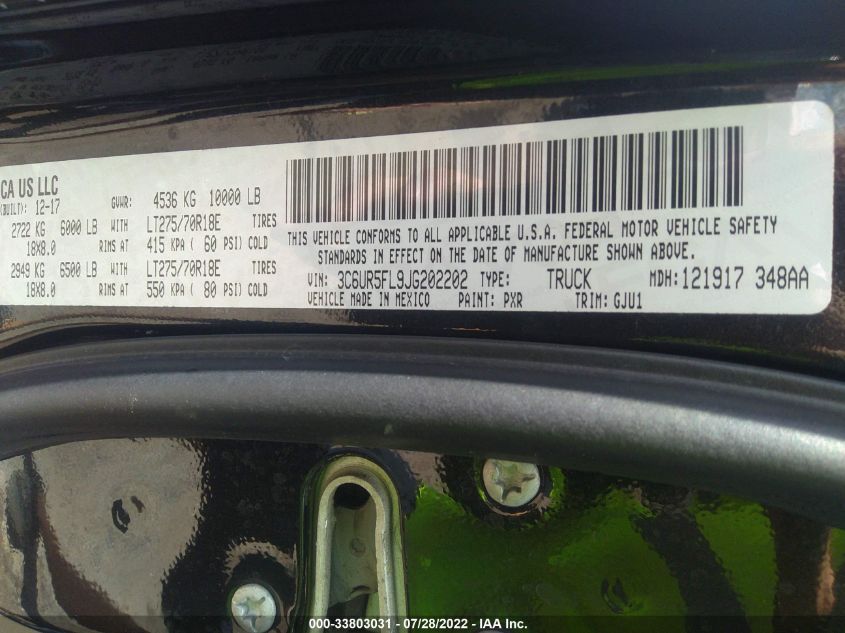 CA US LLC
(BUILT): 12-17 GVWR: 4536 KG 10000 LB
2722 KG 6000 LB WITH LT275/70R18E TIRES
18X8.0 RIMS AT 415 KPA ( 60 PSI) COLD
2949 KG 6500 LB WITH LT275/70R18E TIRES
18X8.0 RIMS AT 550 KPA ( 80 PSI) COLD
THIS VEHICLE CONFORMS TO ALL APPLICABLE U.S.A. FEDERAL MOTOR VEHICLE SAFETY
STANDARDS IN EFFECT ON THE DATE OF MANUFACTURE SHOWN ABOVE.
VIN: 3C6UR5FL9JG202202 TYPE: TRUCK MDH:121917 348AA
VEHICLE MADE IN MEXICO PAINT: PXR TRIM: GJU1
000-33803031 - 07/28/2022 - IAA Inc.